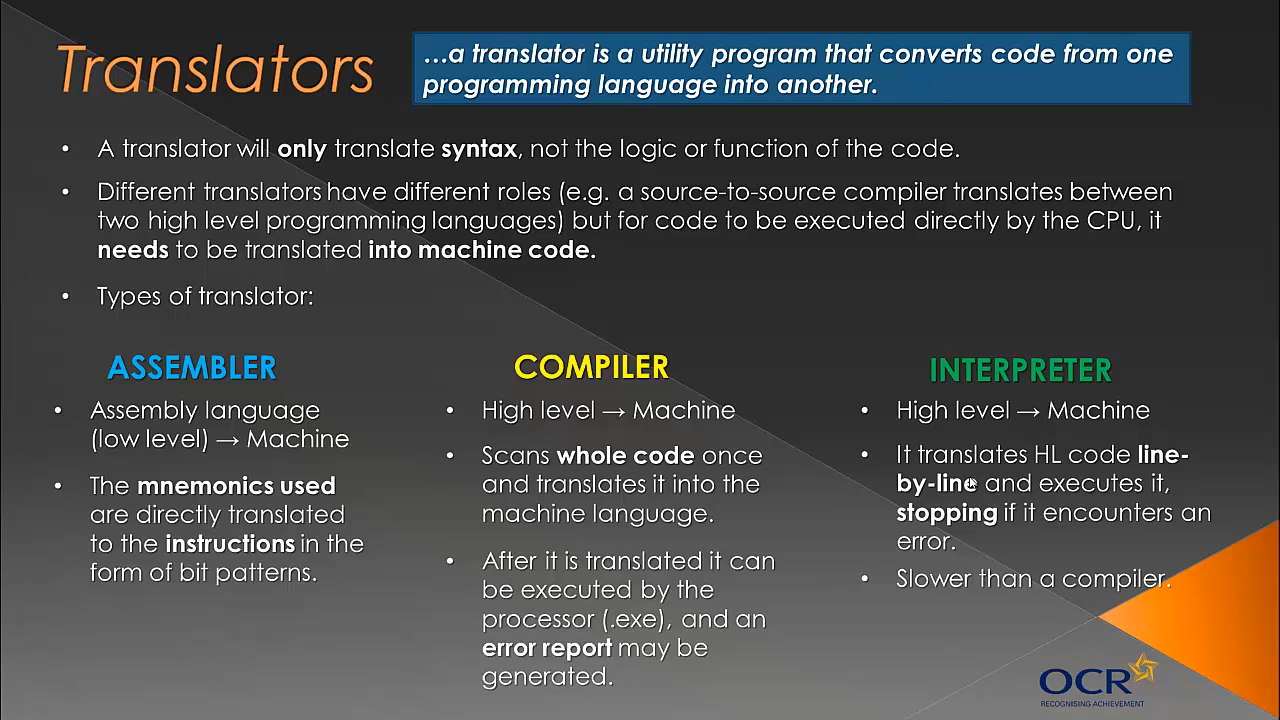 Translators
…a translator is a utility program that converts code from one
programming language into another.
• A translator will only translate syntax, not the logic or function of the code.
• Different translators have different roles (e.g. a source-to-source compiler translates between
two high level programming languages) but for code to be executed directly by the CPU, it
needs to be translated into machine code.
• Types of translator:
ASSEMBLER
• Assembly language
(low level) → Machine
• The mnemonics used
are directly translated
to the instructions in the
form of bit patterns.
COMPILER
• High level → Machine
• Scans whole code once
and translates it into the
machine language.
• After it is translated it can
be executed by the
processor (.exe), and an
error report may be
generated.
INTERPRETER
• High level → Machine
• It translates HL code line-
by-line and executes it,
stopping if it encounters an
error.
• Slower than a compiler.
OCR
RECOGNISING ACHIEVEMENT